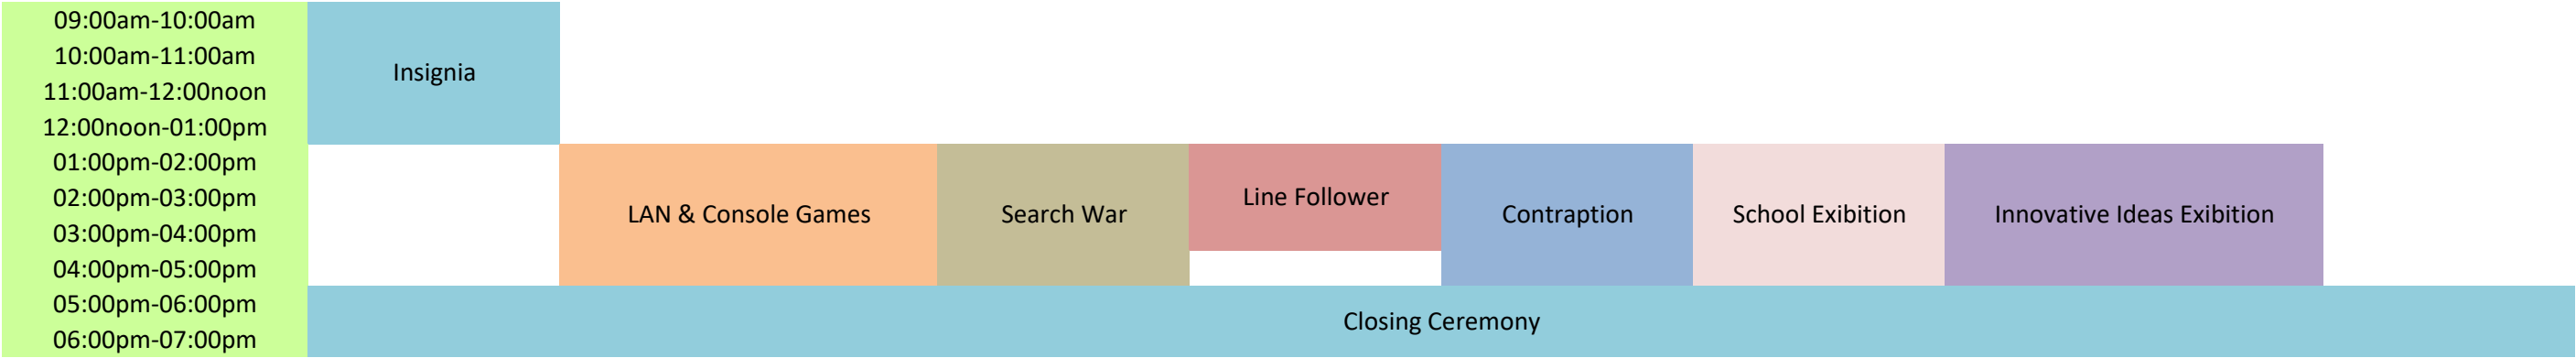 09:00am-10:00am
10:00am-11:00am
Insignia
11:00am-12:00noon
12:00noon-01:00pm
01:00pm-02:00pm
02:00pm-03:00pm
Line Follower
LAN & Console Games
Search War
Contraption
School Exibition
Innovative Ideas Exibition
03:00pm-04:00pm
04:00pm-05:00pm
05:00pm-06:00pm
Closing Ceremony
06:00pm-07:00pm